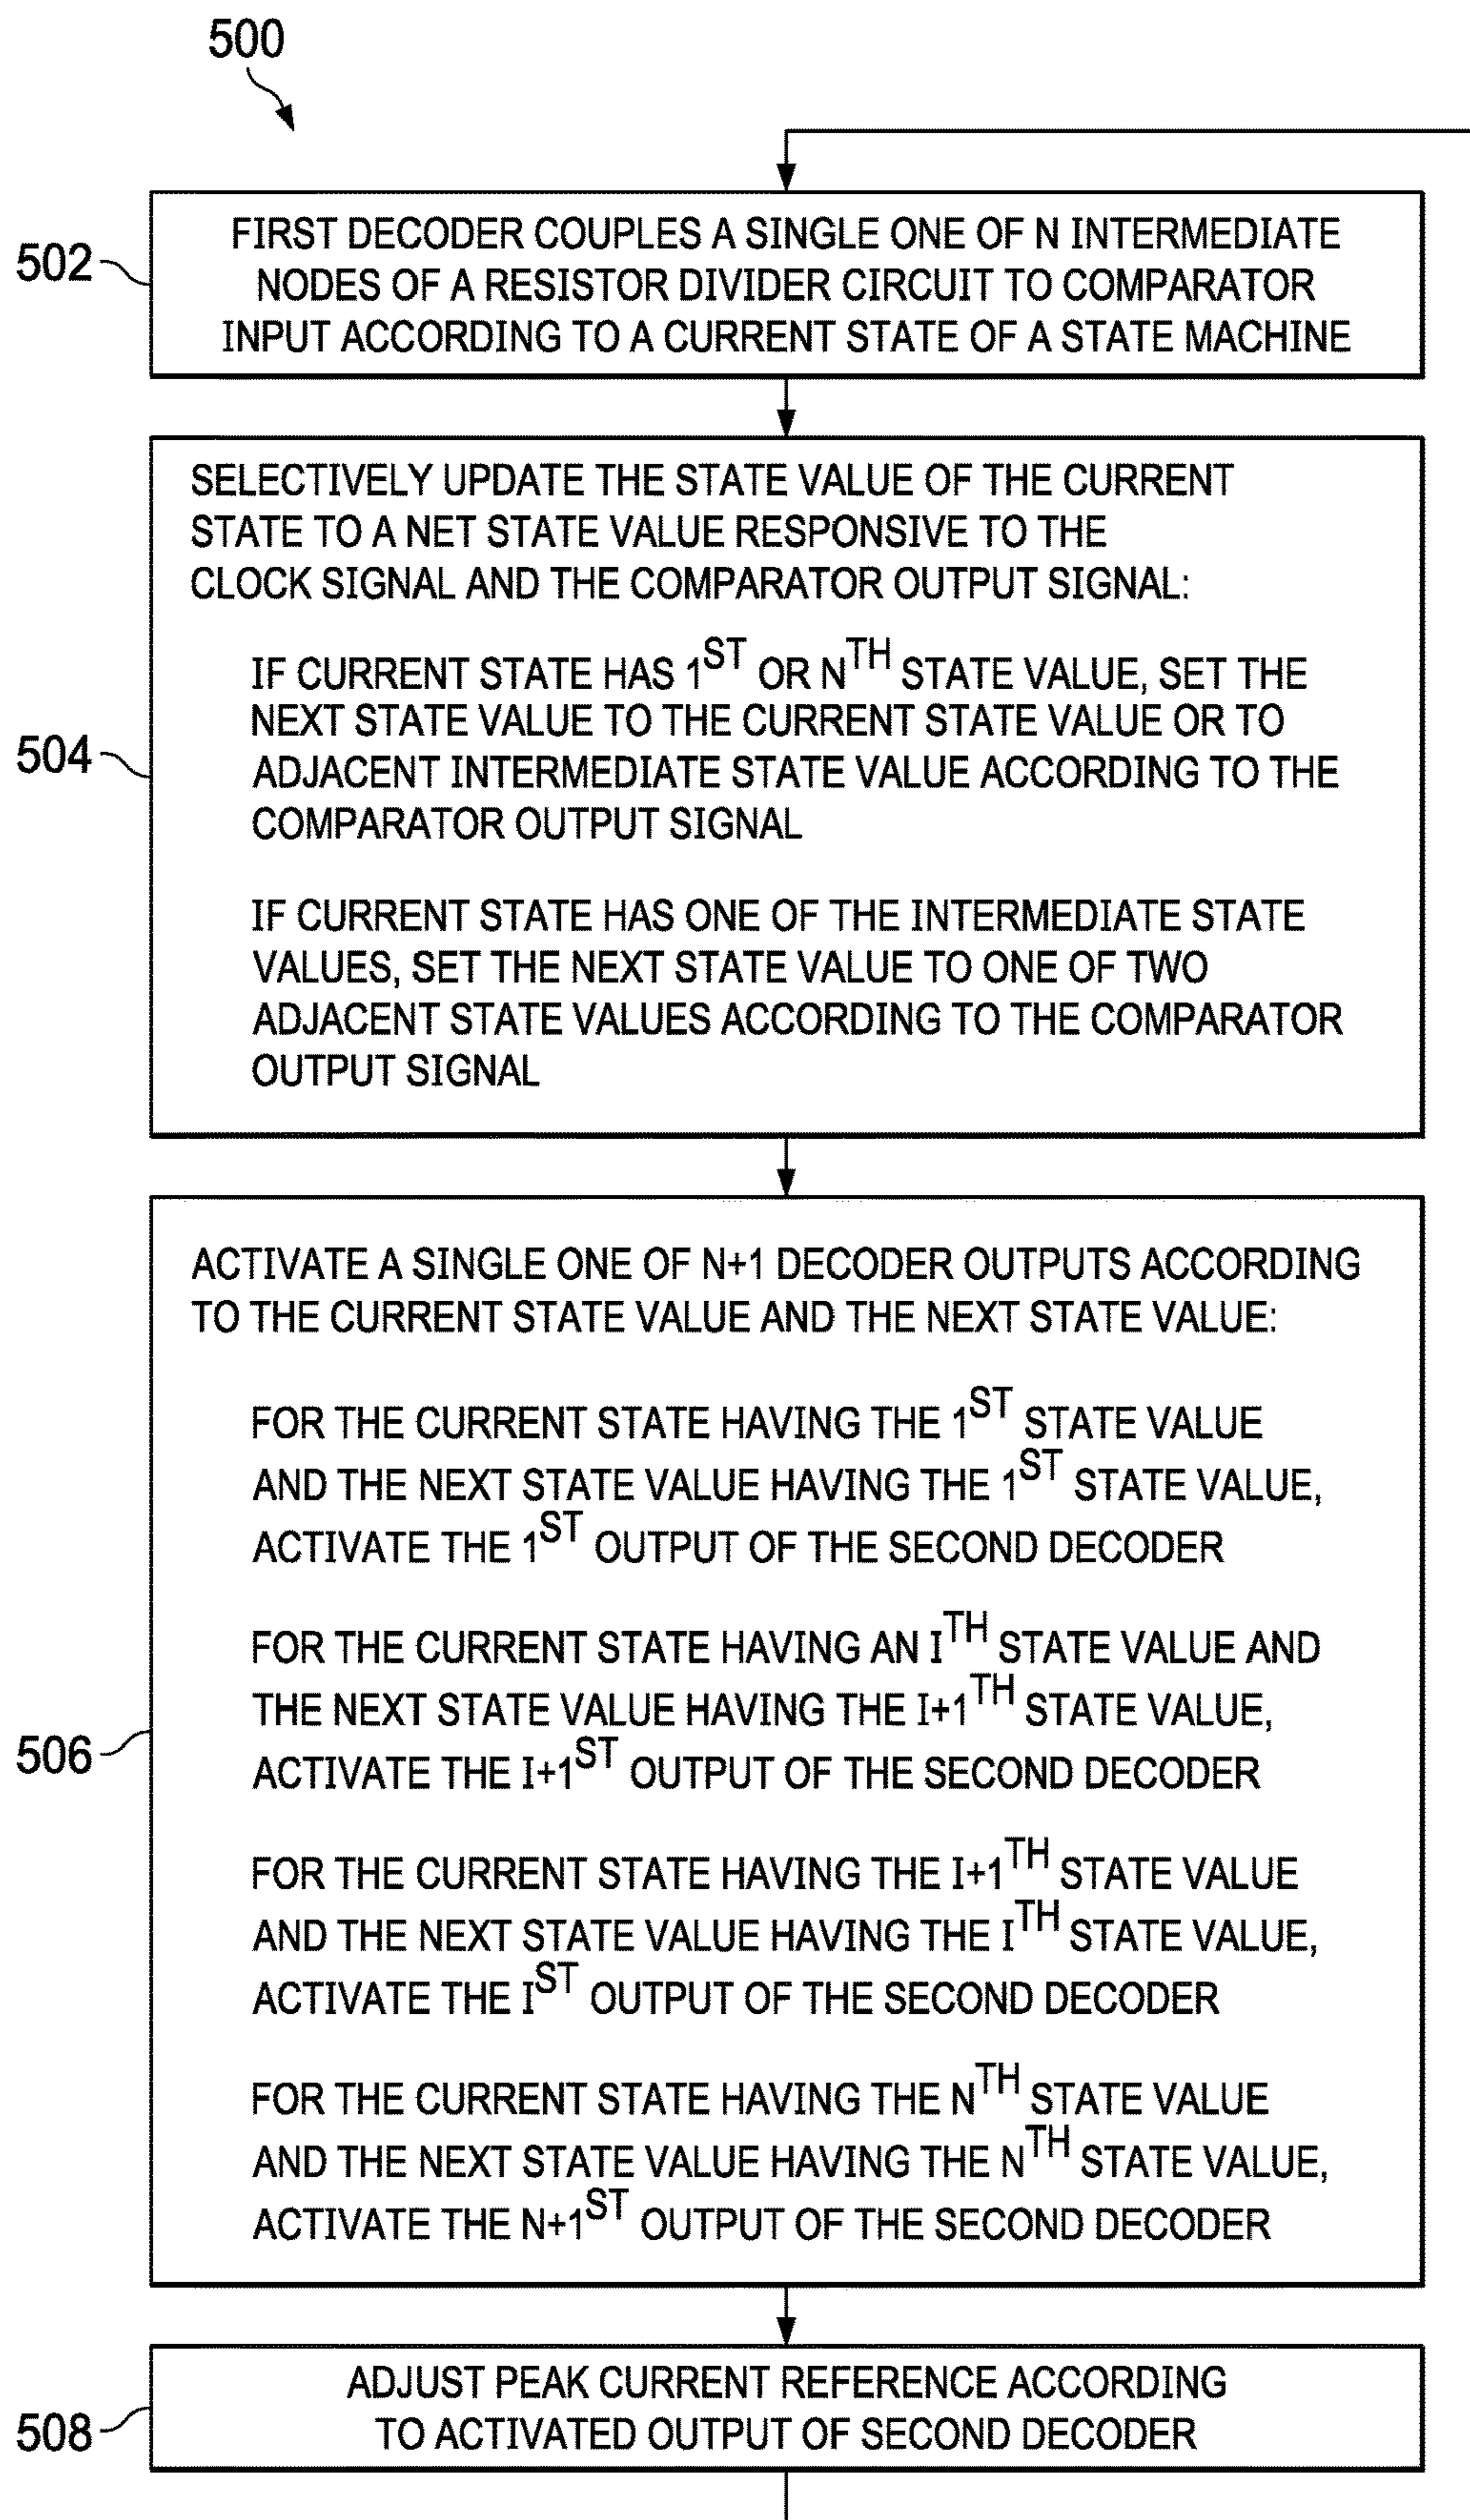 500
502
FIRST DECODER COUPLES A SINGLE ONE OF N INTERMEDIATE
NODES OF A RESISTOR DIVIDER CIRCUIT TO COMPARATOR
INPUT ACCORDING TO A CURRENT STATE OF A STATE MACHINE
504
SELECTIVELY UPDATE THE STATE VALUE OF THE CURRENT
STATE TO A NET STATE VALUE RESPONSIVE TO THE
CLOCK SIGNAL AND THE COMPARATOR OUTPUT SIGNAL:
IF CURRENT STATE HAS 1ST OR NTH STATE VALUE, SET THE
NEXT STATE VALUE TO THE CURRENT STATE VALUE OR TO
ADJACENT INTERMEDIATE STATE VALUE ACCORDING TO THE
COMPARATOR OUTPUT SIGNAL
IF CURRENT STATE HAS ONE OF THE INTERMEDIATE STATE
VALUES, SET THE NEXT STATE VALUE TO ONE OF TWO
ADJACENT STATE VALUES ACCORDING TO THE COMPARATOR
OUTPUT SIGNAL
506
ACTIVATE A SINGLE ONE OF N+1 DECODER OUTPUTS ACCORDING
TO THE CURRENT STATE VALUE AND THE NEXT STATE VALUE:
FOR THE CURRENT STATE HAVING THE 1ST STATE VALUE
AND THE NEXT STATE VALUE HAVING THE 1ST STATE VALUE,
ACTIVATE THE 1ST OUTPUT OF THE SECOND DECODER
FOR THE CURRENT STATE HAVING AN ITH STATE VALUE AND
THE NEXT STATE VALUE HAVING THE I+1TH STATE VALUE,
ACTIVATE THE I+1ST OUTPUT OF THE SECOND DECODER
FOR THE CURRENT STATE HAVING THE I+1TH STATE VALUE
AND THE NEXT STATE VALUE HAVING THE ITH STATE VALUE,
ACTIVATE THE IST OUTPUT OF THE SECOND DECODER
FOR THE CURRENT STATE HAVING THE NTH STATE VALUE
AND THE NEXT STATE VALUE HAVING THE NTH STATE VALUE,
ACTIVATE THE N+1ST OUTPUT OF THE SECOND DECODER
508
ADJUST PEAK CURRENT REFERENCE ACCORDING
TO ACTIVATED OUTPUT OF SECOND DECODER